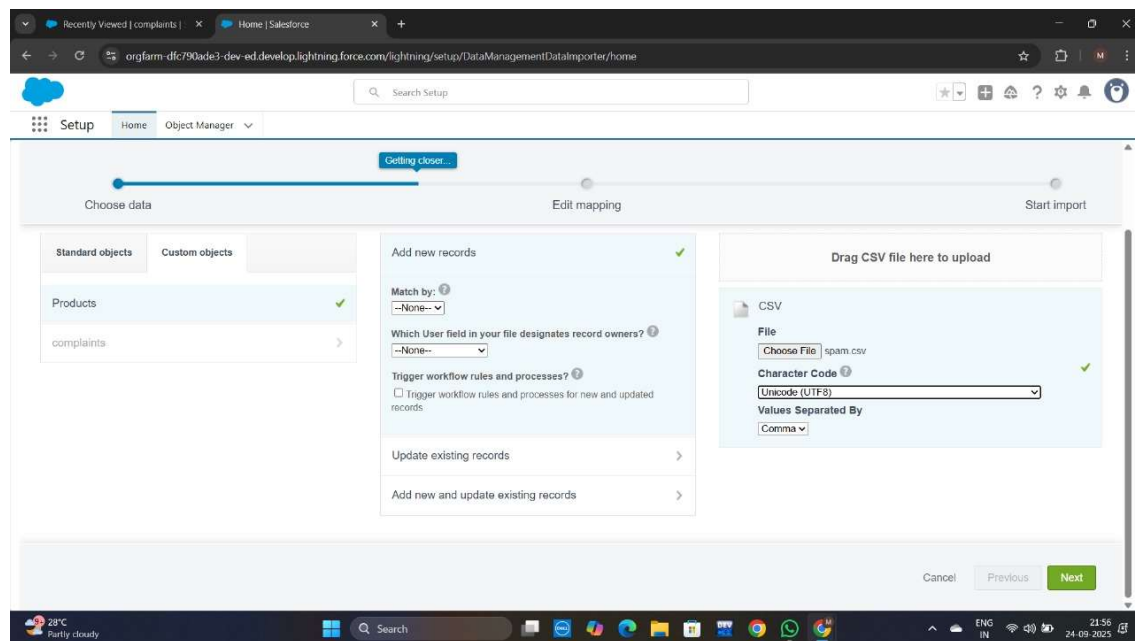 Recently Viewed | complaints |
Home | Salesforce
orgfarm-dfc790ade3-dev-ed.develop.lightning.force.com/lightning/setup/DataManagementDataImporter/home
M
Search Setup
Setup
Home
Object Manager
Getting closer...
Choose data
Edit mapping
Start import
Standard objects
Custom objects
Products
complaints
Add new records
Match by:
--None--
Which User field in your file designates record owners?
--None--
Trigger workflow rules and processes?
Trigger workflow rules and processes for new and updated
records
Update existing records
Add new and update existing records
Drag CSV file here to upload
CSV
File
Choose File spam.csv
Character Code
Unicode (UTF8)
Values Separated By
Comma
Cancel
Previous
Next
28°C
Partly cloudy
Search
ENG
IN
21:56
24-09-2025